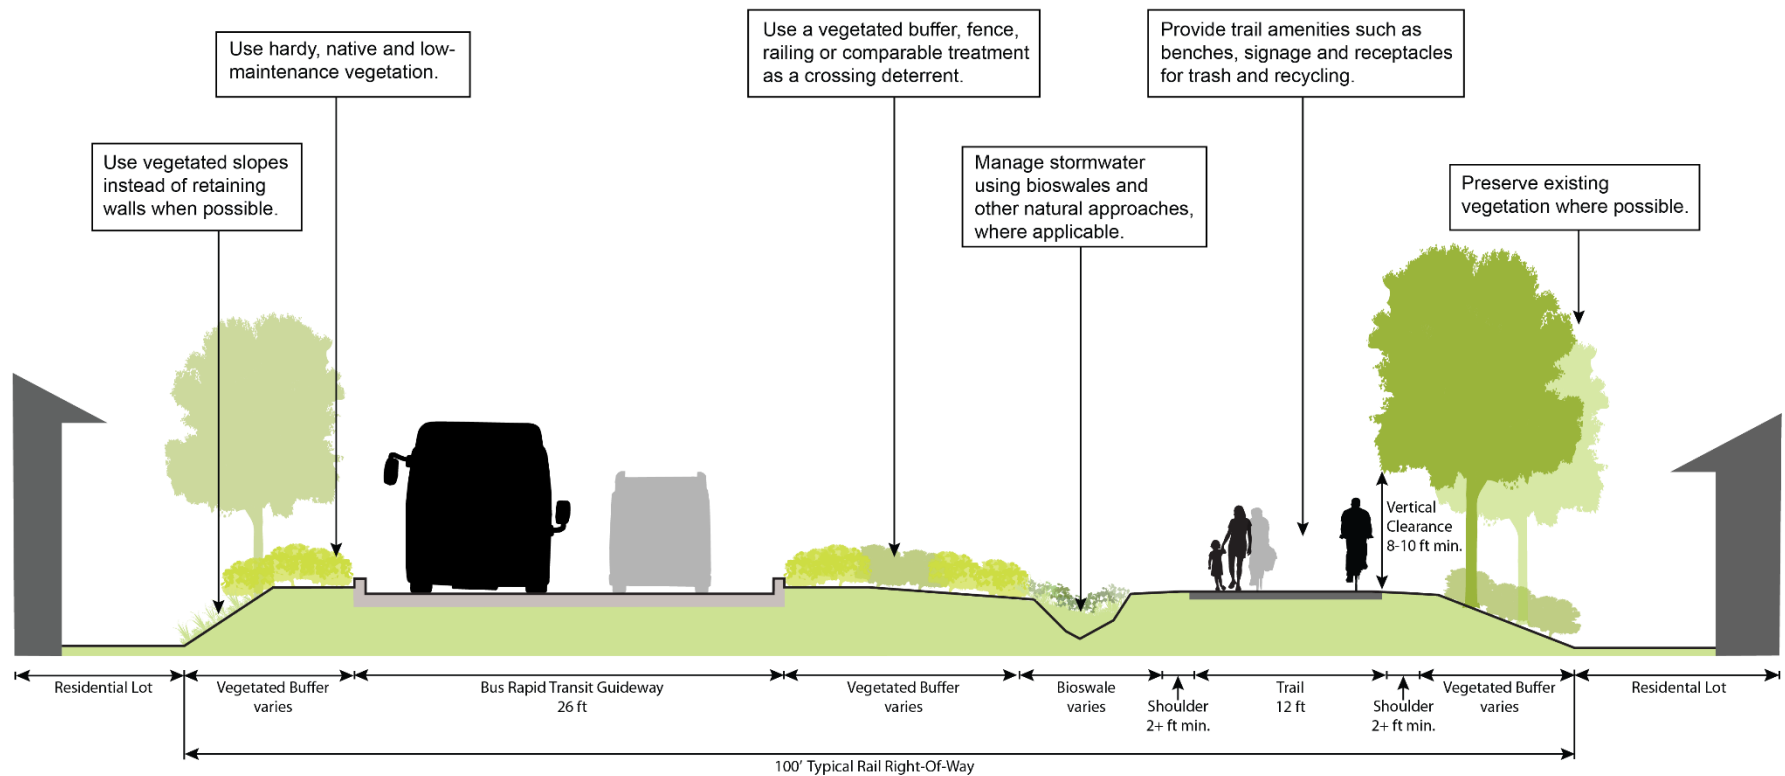 Use hardy, native and low-
maintenance vegetation.
Use a vegetated buffer, fence,
railing or comparable treatment
as a crossing deterrent.
Provide trail amenities such as
benches, signage and receptacles
for trash and recycling.
Use vegetated slopes
instead of retaining
walls when possible.
Manage stormwater
using bioswales and
other natural approaches,
where applicable.
Preserve existing
vegetation where possible.
Vertical
Clearance
8-10 ft min.
Residential Lot
Vegetated Buffer
varies
Bus Rapid Transit Guideway
26 ft
Vegetated Buffer
varies
Bioswale
varies
Shoulder
2+ ft min.
Trail
12 ft
Shoulder
2+ ft min.
Vegetated Buffer
varies
Residental Lot
100’ Typical Rail Right-Of-Way